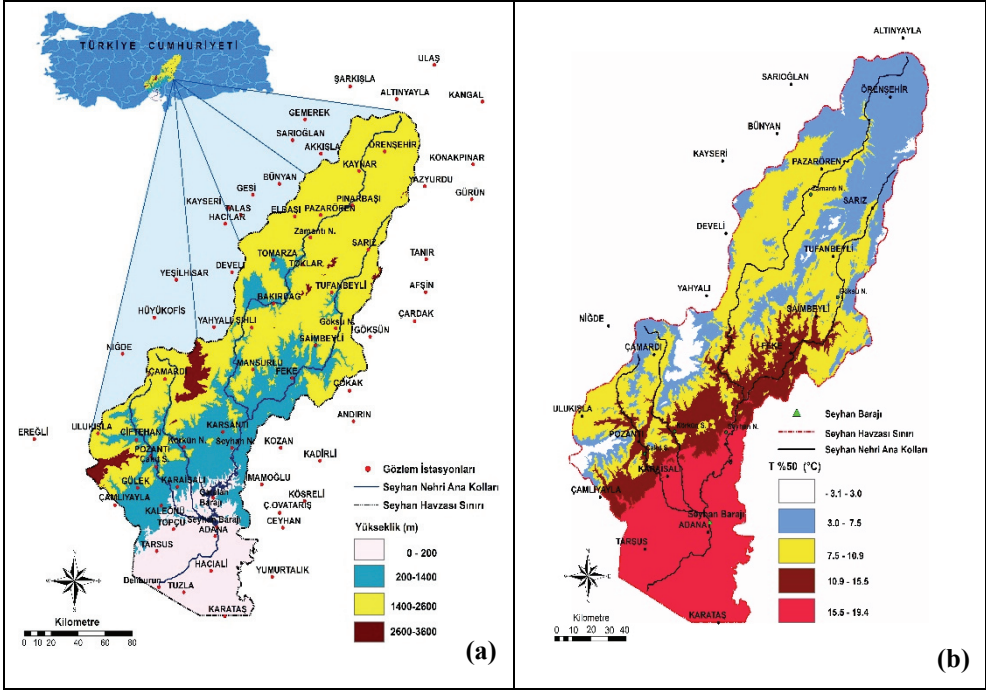 TÜRKİYE CUMHURİYETİ
ULAŞ
ŞARKIŞLA
ALTINYAYLA
KANGAL
GEMEREK
SARIOĞLAN
AKKIŞLA
ÖRENŞEHİR
KONAKPINAR
KAYNAR
BÜNYAN
YAZYURDU
GESİ
GÜRÜN
KAYSERİ
TALAS
HACILAR
ELBAŞI
PAZARÖREN
PINARBAŞI
Zamantı N.
SARIZ
TOMARZA
TANIR
DEVELİ
TOKLAR
YEŞİLHİSAR
TUFANBEYLİ
AFŞİN
BAKIRDAĞ
HÜYÜKOFİS
ÇARDAK
YAHYALI
Göksu N.
GÖKSÜN
SAİMBEYLİ
NİĞDE
MANSURLU
ÇAMARDI
FEKE
ÇOKAK
ANDIRIN
ULUKIŞLA
EREĞLİ
ÇİFTEHAN
KARSANTI
Körkün N.
Seyhan N.
KOZAN
POZANTI
KADİRLİ
GÜLEK
KARAİSALI
İMAMOĞLU
ÇAMLIYAYLA
Barajı
KÖSRELİ
KALEÖNÜ
Ç.OVATARIŞ
TOPÇU
Seyhan Barajı
CEYHAN
ADANA
TARSUS
HACIALİ
YUMURTALIK
TUZLA
KARATAŞ
Gözlem İstasyonları
Seyhan Nehri Ana Kolları
Seyhan Havzası Sınırı
Yükseklik (m)
0 - 200
200-1400
1400-2600
2600-3600
Kilometre
0 10 20 40 60 80
(a)
ALTINYAYLA
SARIOĞLAN
ÖRENŞEHİR
BÜNYAN
KAYSERİ
PAZARÖREN
Zamantı N.
SARIZ
DEVELİ
TUFANBEYLİ
YAHYALI
Göksu N.
NİĞDE
SAİMBEYLİ
FEKE
ÇAMARDI
ULUKIŞLA
POZANTI
Seyhan N.
KARAİSALI
ÇAMLIYAYLA
Seyhan Barajı
ADANA
TARSUS
KARATAŞ
Seyhan Barajı
Seyhan Havzası Sınırı
Seyhan Nehri Ana Kolları
T %50 (°C)
- 3.1 - 3.0
3.0 - 7.5
7.5 - 10.9
10.9 - 15.5
15.5 - 19.4
Kilometre
0 5 10 20 30 40
(b)